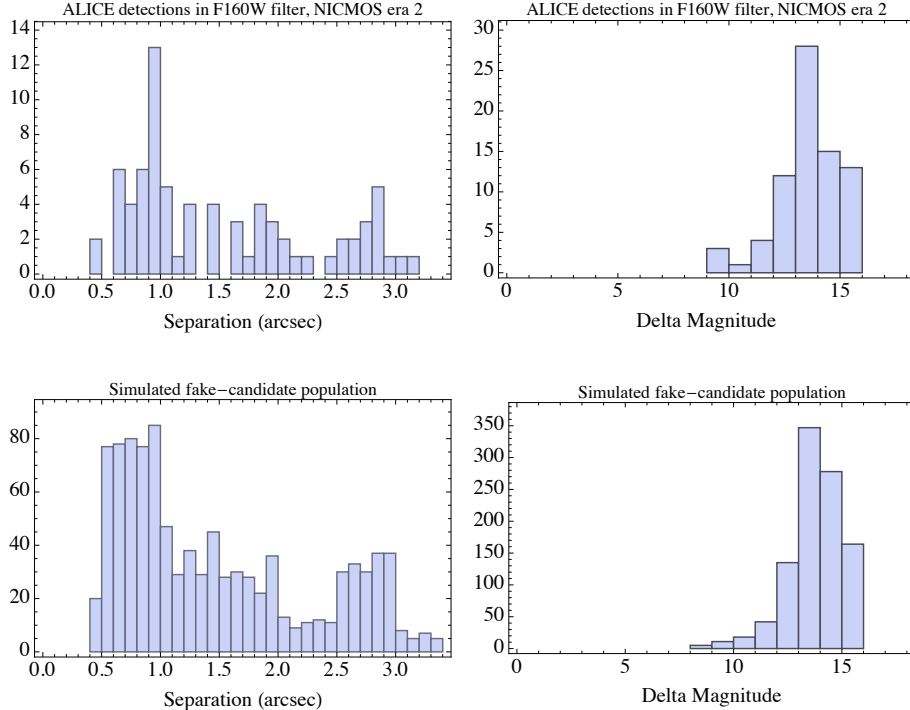 ALICE detections in F160W filter, NICMOS era 2
14
12
10
8
6
4
2
0
0.0 0.5 1.0 1.5 2.0 2.5 3.0
Separation (arcsec)
ALICE detections in F160W filter, NICMOS era 2
30
25
20
15
10
5
0
0 5 10 15
Delta Magnitude
Simulated fake−candidate population
80
60
40
20
0
0.0 0.5 1.0 1.5 2.0 2.5 3.0
Separation (arcsec)
Simulated fake−candidate population
350
300
250
200
150
100
50
0
0 5 10 15
Delta Magnitude